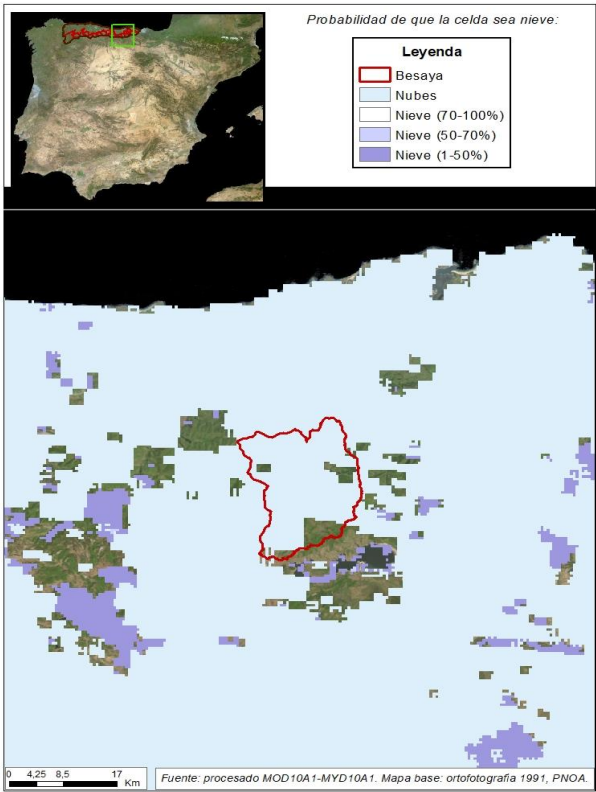 Probabilidad de que la celda sea nieve:
Leyenda
Besaya
Nubes
Nieve (70-100%)
Nieve (50-70%)
Nieve (1-50%)
0 4,25 8,5 17
Km
Fuente: procesado MOD10A1-MYD10A1. Mapa base: ortofotografia 1991, PNOA.